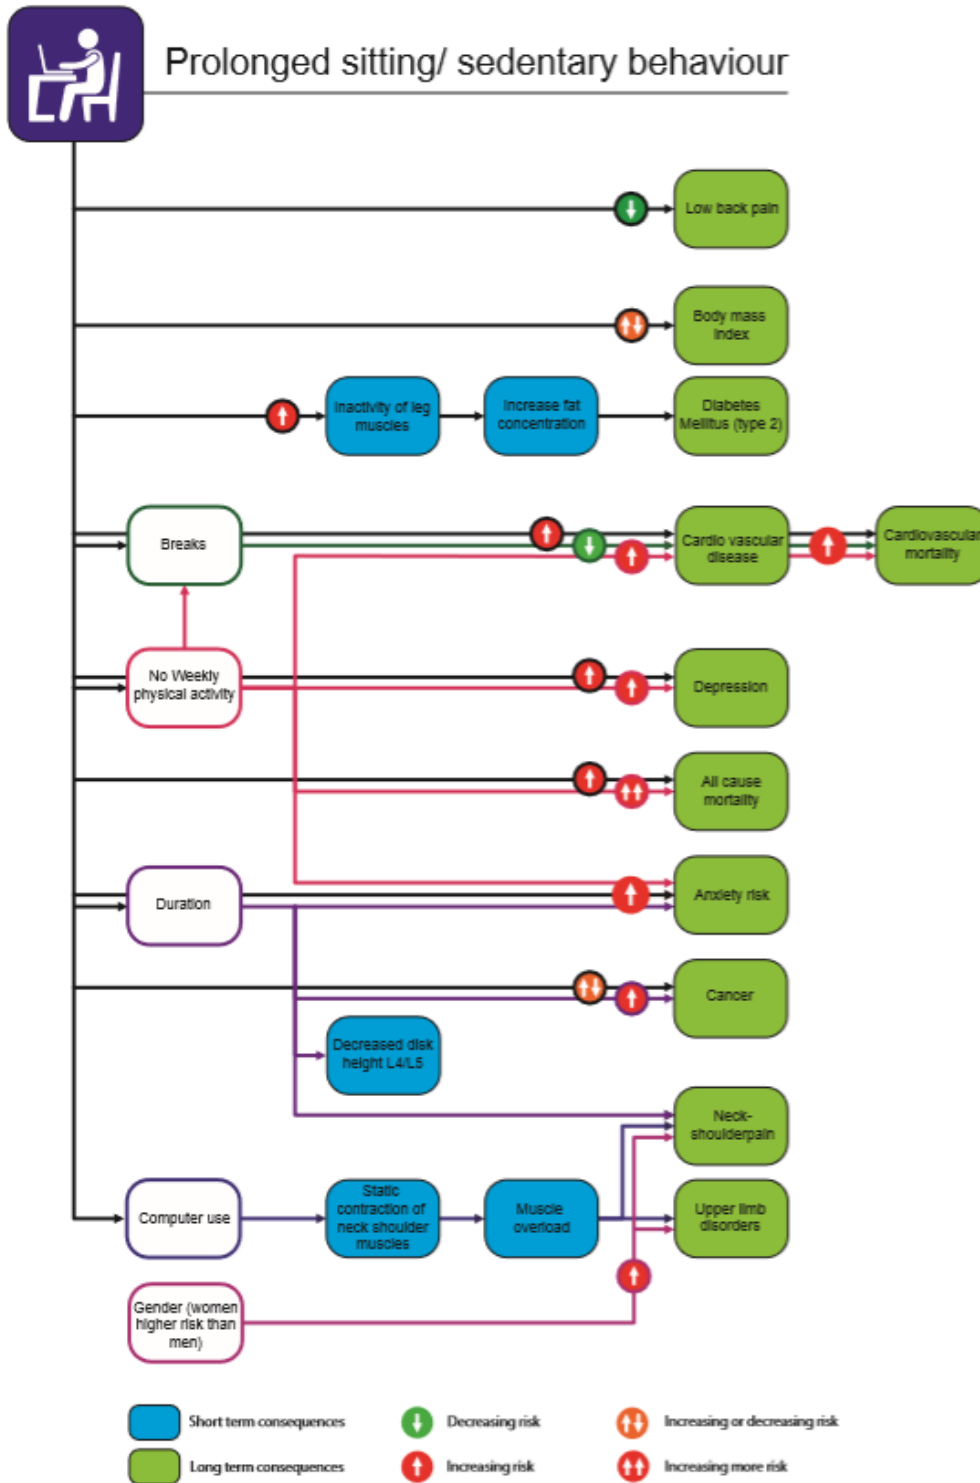 Prolonged sitting/ sedentary behaviour
Low back pain
Body mass
Index
Inactivity of leg
muscles
Increase fat
concentration
Diabetes
Mellitus (type 2)
Breaks
Cardio vascular
disease
Cardiovascular
mortality
No Weekly
physical activity
Depression
All cause
mortality
Duration
Anxiety risk
Cancer
Decreased disk
height L4/L5
Neck-
shoulderpain
Computer use
Static
contraction of
neck shoulder
muscles
Muscle
overload
Upper limb
disorders
Gender (women
higher risk than
men)
Short term consequences
Decreasing risk
Increasing or decreasing risk
Long term consequences
Increasing risk
Increasing more risk